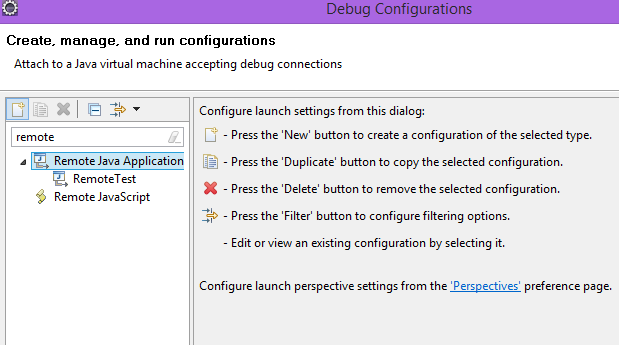 Debug Configurations
Create, manage, and run configurations
Attach to a Java virtual machine accepting debug connections
remote
Remote Java Application
RemoteTest
Remote JavaScript
Configure launch settings from this dialog:
- Press the 'New' button to create a configuration of the selected type.
- Press the 'Duplicate' button to copy the selected configuration.
- Press the 'Delete' button to remove the selected configuration.
- Press the 'Filter' button to configure filtering options.
- Edit or view an existing configuration by selecting it.
Configure launch perspective settings from the 'Perspectives' preference page.